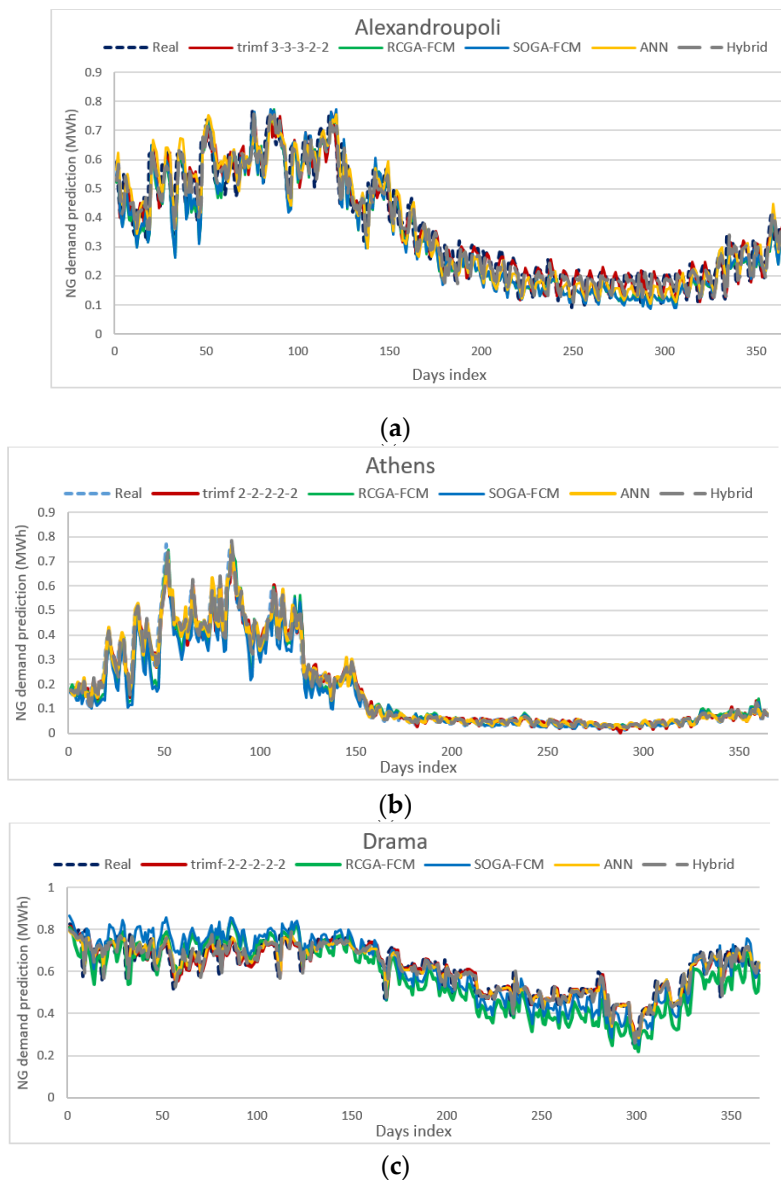 Alexandroupoli
Real trimf 3-3-3-2-2 RCGA-FCM SOGA-FCM ANN Hybrid
NG demand prediction (MWh)
0.9
0.8
0.7
0.6
0.5
0.4
0.3
0.2
0.1
0
0 50 100 150 200 250 300 350
Days index
(a)
Athens
Real trimf 2-2-2-2-2 RCGA-FCM SOGA-FCM ANN Hybrid
NG demand prediction (MWh)
0.9
0.8
0.7
0.6
0.5
0.4
0.3
0.2
0.1
0
0 50 100 150 200 250 300 350
Days index
(b)
Drama
Real trimf-2-2-2-2-2 RCGA-FCM SOGA-FCM ANN Hybrid
NG demand prediction (MWh)
1
0.8
0.6
0.4
0.2
0
0 50 100 150 200 250 300 350
Days index
(c)